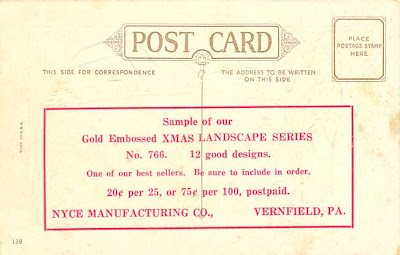 POST CARD
PLACE
POSTAGE STAMP
HERE
THIS SIDE FOR CORRESPONDENCE
THE ADDRESS TO BE WRITTEN
ON THIS SIDE
MADE IN U.S.A.
Sample of our
Gold Embossed XMAS LANDSCAPE SERIES
No. 766. 12 good designs.
One of our best sellers. Be sure to include in order.
20¢ per 25, or 75¢ per 100, postpaid.
NYCE MANUFACTURING CO., VERNFIELD, PA.
139